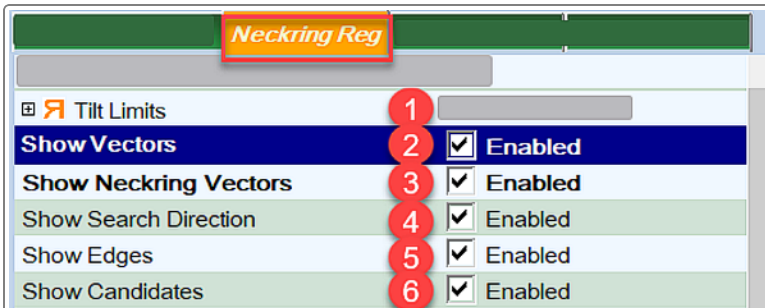 Neckring Reg
Я Tilt Limits 1
Show Vectors 2 Enabled
Show Neckring Vectors 3 Enabled
Show Search Direction 4 Enabled
Show Edges 5 Enabled
Show Candidates 6 Enabled